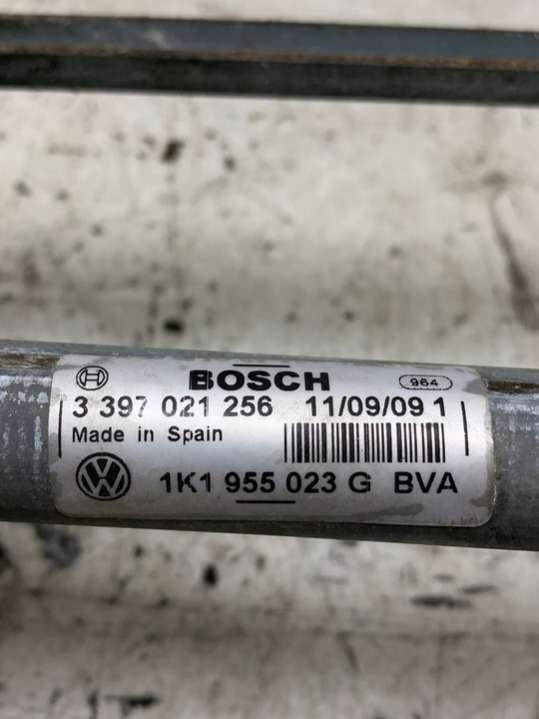 BOSCH 964
3 397 021 256 11/09/09 1
Made in Spain
1K1 955 023 G BVA